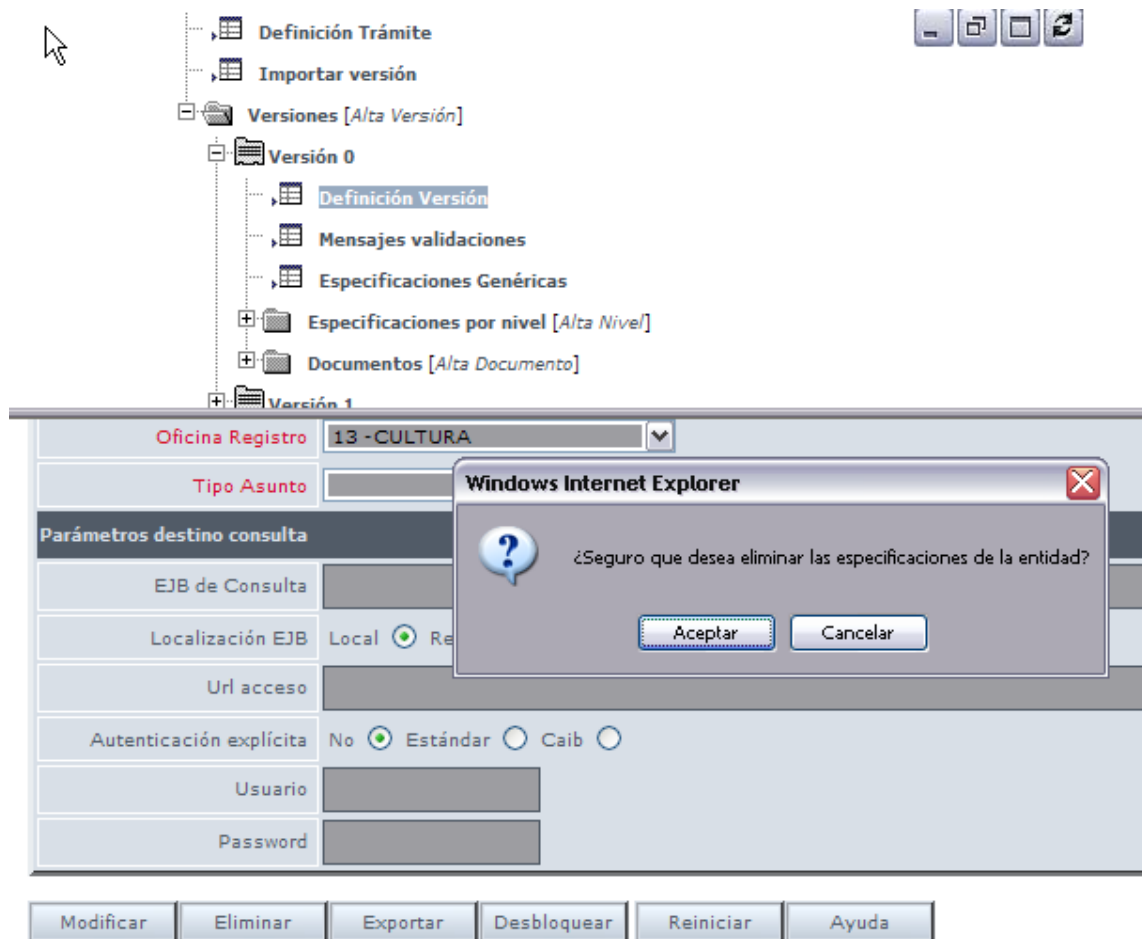 Definición Trámite
Importar versión
Versiones [Alta Versión]
Versión 0
Definición Versión
Mensajes validaciones
Especificaciones Genéricas
Especificaciones por nivel [Alta Nivel]
Documentos [Alta Documento]
Versión 1
Oficina Registro 13 -CULTURA
Tipo Asunto
Windows Internet Explorer
¿Seguro que desea eliminar las especificaciones de la entidad?
Aceptar Cancelar
Parámetros destino consulta
EJB de Consulta
Localización EJB Local Re
Url acceso
Autenticación explícita No Estándar Caib
Usuario
Password
Modificar Eliminar Exportar Desbloquear Reiniciar Ayuda